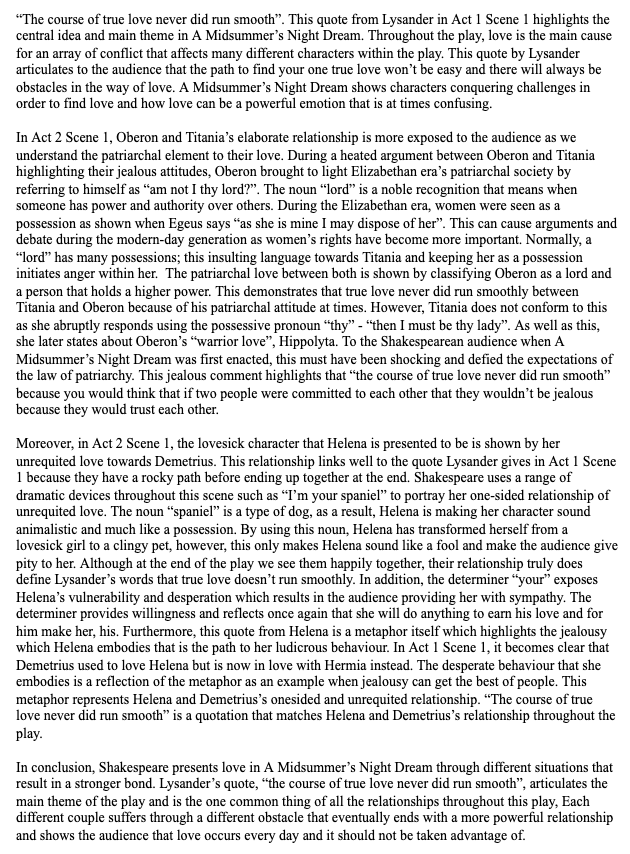 “The course of true love never did run smooth”. This quote from Lysander in Act 1 Scene 1 highlights the
central idea and main theme in A Midsummer’s Night Dream. Throughout the play, love is the main cause
for an array of conflict that affects many different characters within the play. This quote by Lysander
articulates to the audience that the path to find your one true love won’t be easy and there will always be
obstacles in the way of love. A Midsummer’s Night Dream shows characters conquering challenges in
order to find love and how love can be a powerful emotion that is at times confusing.

In Act 2 Scene 1, Oberon and Titania’s elaborate relationship is more exposed to the audience as we
understand the patriarchal element to their love. During a heated argument between Oberon and Titania
highlighting their jealous attitudes, Oberon brought to light Elizabethan era’s patriarchal society by
referring to himself as “am not I thy lord?”. The noun “lord” is a noble recognition that means when
someone has power and authority over others. During the Elizabethan era, women were seen as a
possession as shown when Egeus says “as she is mine I may dispose of her”. This can cause arguments and
debate during the modern-day generation as women’s rights have become more important. Normally, a
“lord” has many possessions; this insulting language towards Titania and keeping her as a possession
initiates anger within her.  The patriarchal love between both is shown by classifying Oberon as a lord and
a person that holds a higher power. This demonstrates that true love never did run smoothly between
Titania and Oberon because of his patriarchal attitude at times. However, Titania does not conform to this
as she abruptly responds using the possessive pronoun “thy” - “then I must be thy lady”. As well as this,
she later states about Oberon’s “warrior love”, Hippolyta. To the Shakespearean audience when A
Midsummer’s Night Dream was first enacted, this must have been shocking and defied the expectations of
the law of patriarchy. This jealous comment highlights that “the course of true love never did run smooth”
because you would think that if two people were committed to each other that they wouldn’t be jealous
because they would trust each other.

Moreover, in Act 2 Scene 1, the lovesick character that Helena is presented to be is shown by her
unrequited love towards Demetrius. This relationship links well to the quote Lysander gives in Act 1 Scene
1 because they have a rocky path before ending up together at the end. Shakespeare uses a range of
dramatic devices throughout this scene such as “I’m your spaniel” to portray her one-sided relationship of
unrequited love. The noun “spaniel” is a type of dog, as a result, Helena is making her character sound
animalistic and much like a possession. By using this noun, Helena has transformed herself from a
lovesick girl to a clingy pet, however, this only makes Helena sound like a fool and make the audience give
pity to her. Although at the end of the play we see them happily together, their relationship truly does
define Lysander’s words that true love doesn’t run smoothly. In addition, the determiner “your” exposes
Helena’s vulnerability and desperation which results in the audience providing her with sympathy. The
determiner provides willingness and reflects once again that she will do anything to earn his love and for
him make her, his. Furthermore, this quote from Helena is a metaphor itself which highlights the jealousy
which Helena embodies that is the path to her ludicrous behaviour. In Act 1 Scene 1, it becomes clear that
Demetrius used to love Helena but is now in love with Hermia instead. The desperate behaviour that she
embodies is a reflection of the metaphor as an example when jealousy can get the best of people. This
metaphor represents Helena and Demetrius’s onesided and unrequited relationship. “The course of true
love never did run smooth” is a quotation that matches Helena and Demetrius’s relationship throughout the
play.

In conclusion, Shakespeare presents love in A Midsummer’s Night Dream through different situations that
result in a stronger bond. Lysander’s quote, “the course of true love never did run smooth”, articulates the
main theme of the play and is the one common thing of all the relationships throughout this play, Each
different couple suffers through a different obstacle that eventually ends with a more powerful relationship
and shows the audience that love occurs every day and it should not be taken advantage of.